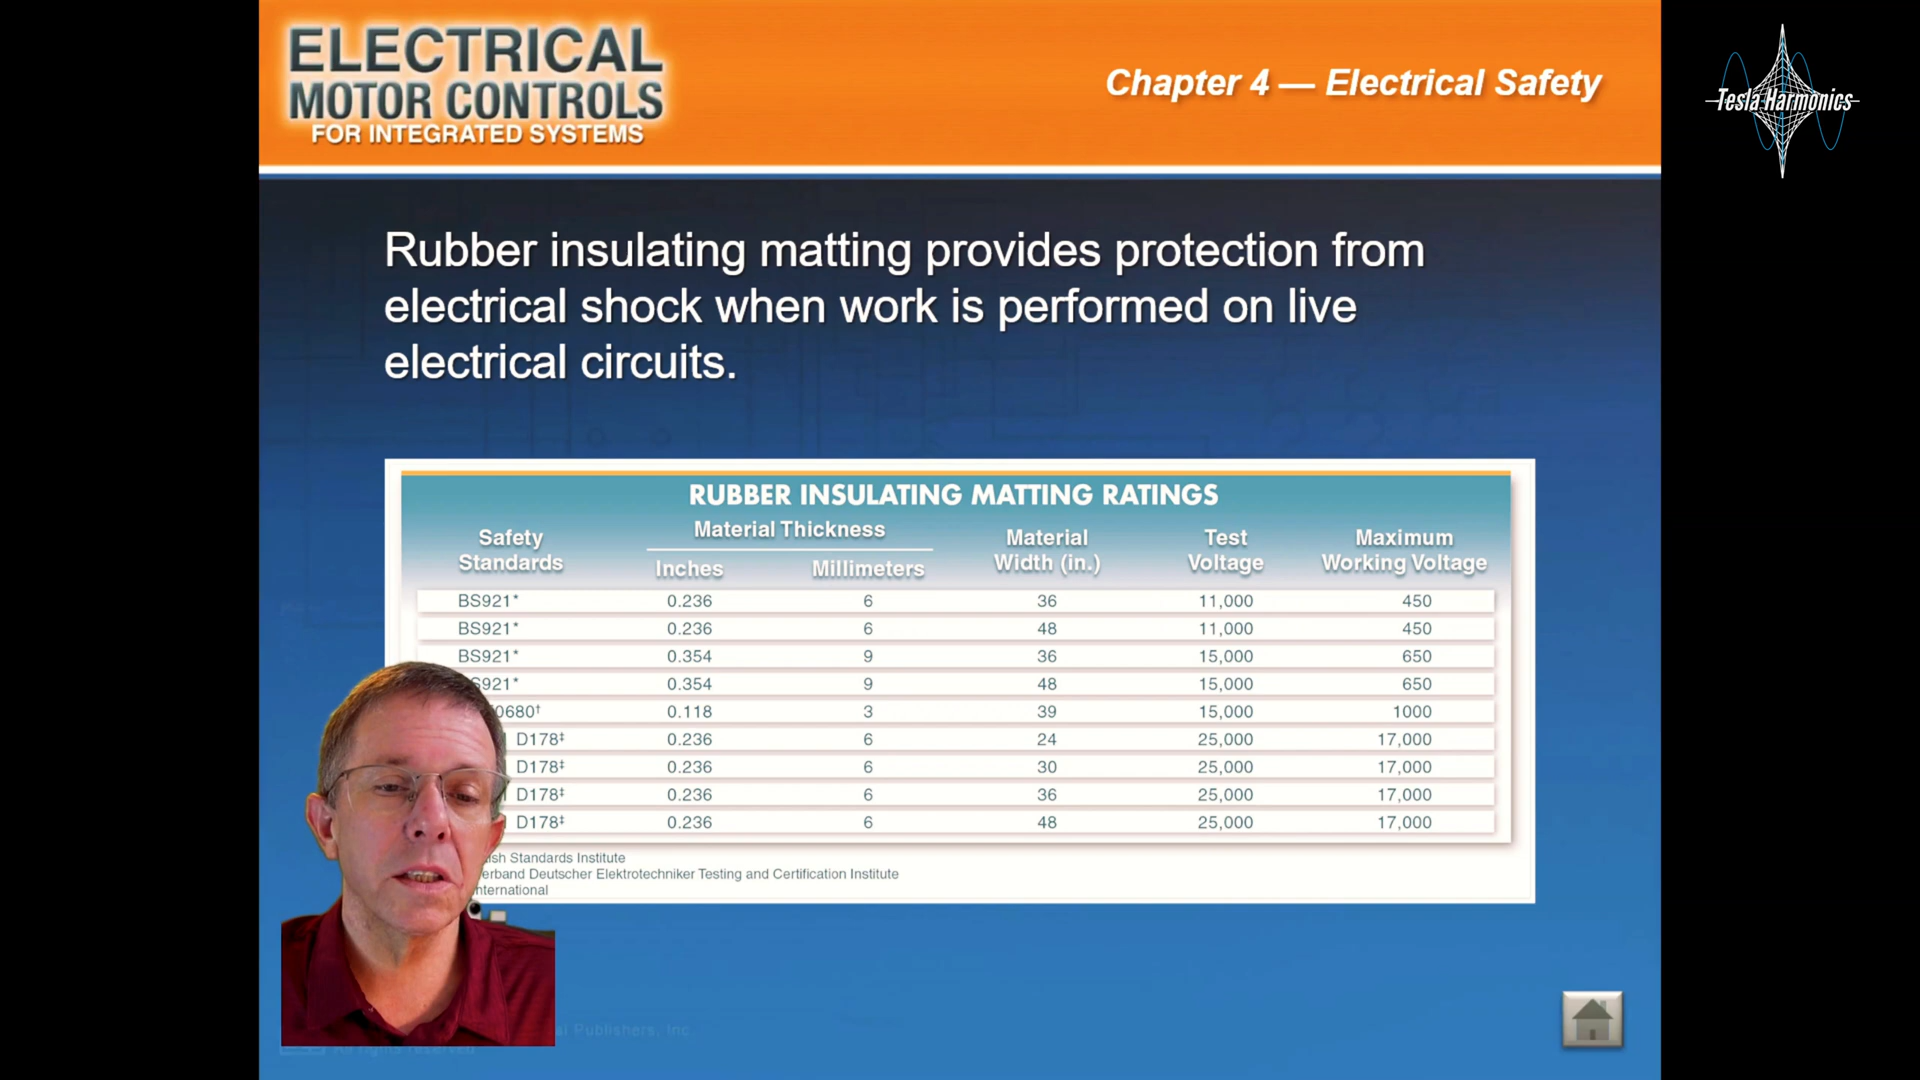 ELECTRICAL
MOTOR CONTROLS
FOR INTEGRATED SYSTEMS
Chapter 4 — Electrical Safety
Tesla Harmonics
Rubber insulating matting provides protection from
electrical shock when work is performed on live
electrical circuits.
RUBBER INSULATING MATTING RATINGS
Safety Standards Material Thickness Material Width (in.) Test Voltage Maximum Working Voltage
Inches Millimeters
BS921* 0.236 6 36 11,000 450
BS921* 0.236 6 48 11,000 450
BS921* 0.354 9 36 15,000 650
S921* 0.354 9 48 15,000 650
0680† 0.118 3 39 15,000 1000
D178‡ 0.236 6 24 25,000 17,000
D178‡ 0.236 6 30 25,000 17,000
D178‡ 0.236 6 36 25,000 17,000
D178‡ 0.236 6 48 25,000 17,000
Standards Institute
Deutscher Elektrotechniker Testing and Certification Institute
nternational
Publishers, Inc.
All rights reserved